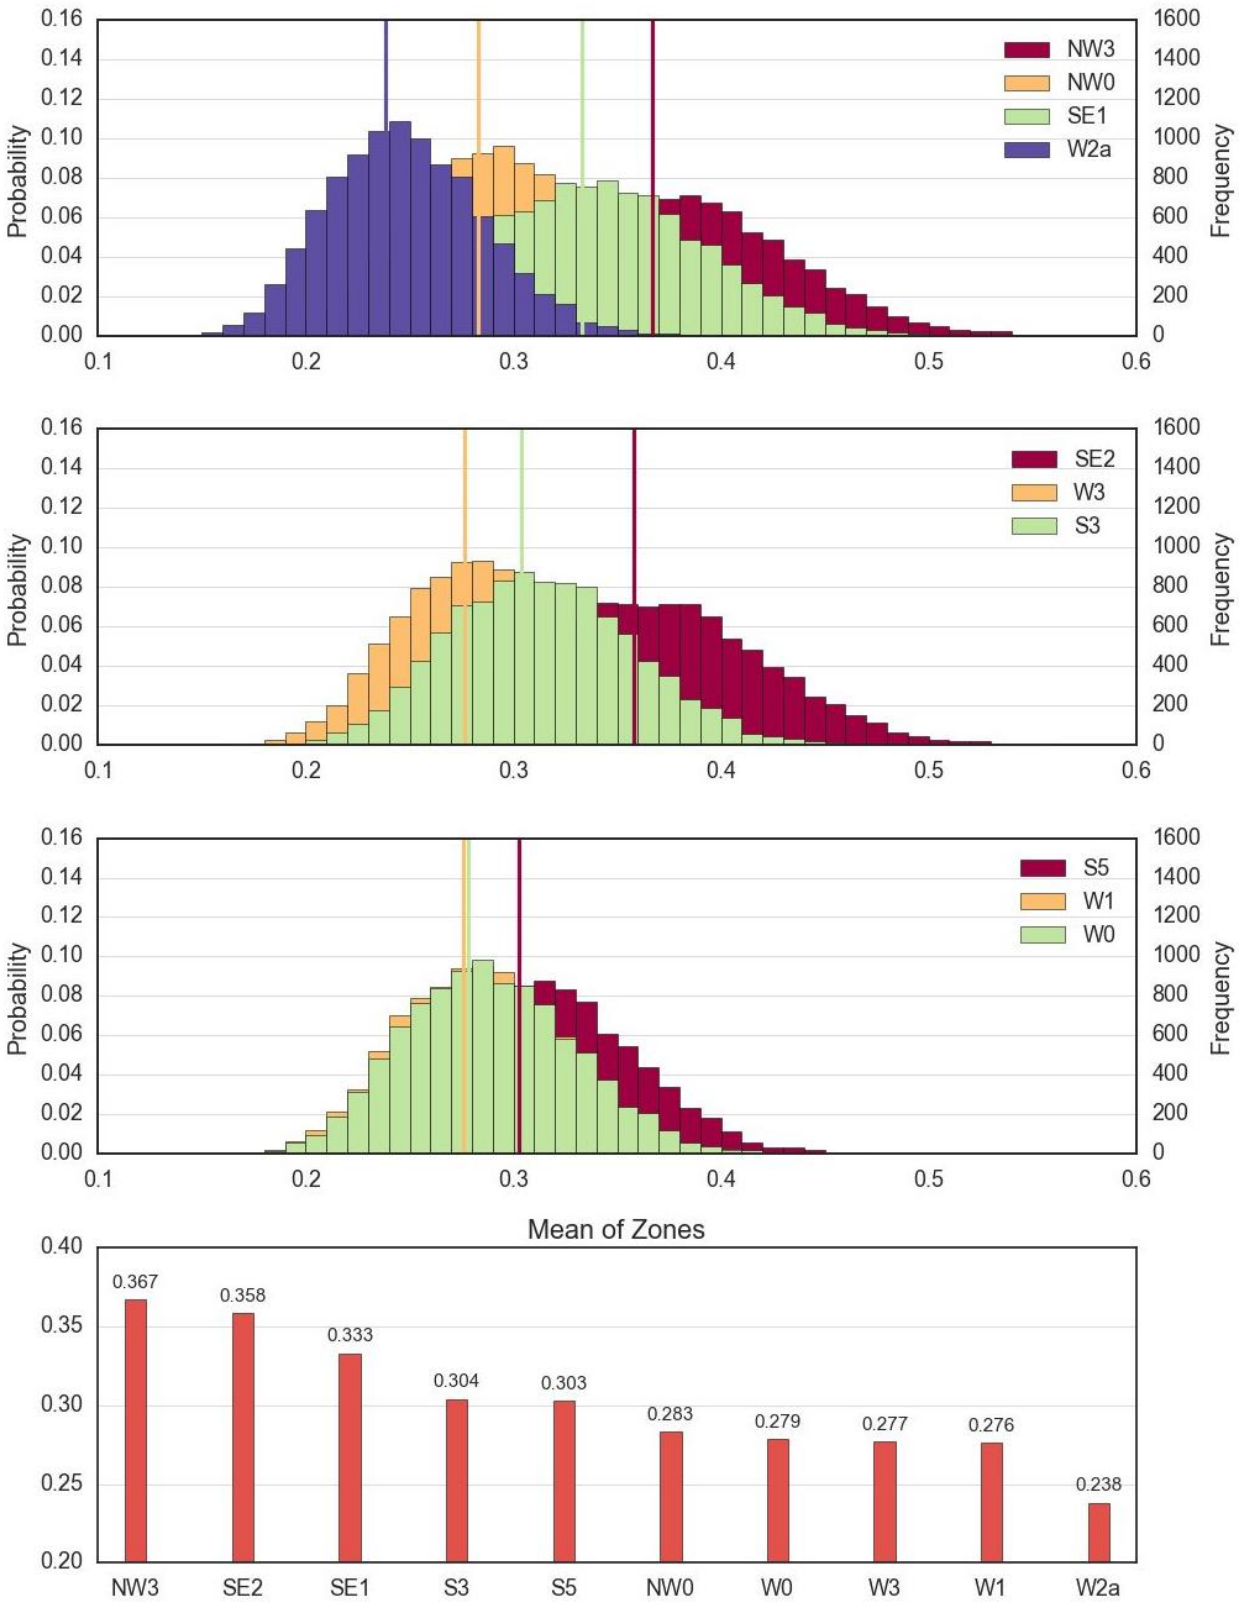 0.16
0.14
0.12
0.10
0.08
0.06
0.04
0.02
0.00
Probability
0.1 0.2 0.3 0.4 0.5 0.6
1600
1400
1200
1000
800
600
400
200
0
Frequency
NW3
NW0
SE1
W2a
0.16
0.14
0.12
0.10
0.08
0.06
0.04
0.02
0.00
Probability
0.1 0.2 0.3 0.4 0.5 0.6
1600
1400
1200
1000
800
600
400
200
0
Frequency
SE2
W3
S3
0.16
0.14
0.12
0.10
0.08
0.06
0.04
0.02
0.00
Probability
0.1 0.2 0.3 0.4 0.5 0.6
1600
1400
1200
1000
800
600
400
200
0
Frequency
S5
W1
W0
Mean of Zones
0.40
0.35
0.30
0.25
0.20
0.367 0.358 0.333 0.304 0.303 0.283 0.279 0.277 0.276 0.238
NW3 SE2 SE1 S3 S5 NW0 W0 W3 W1 W2a